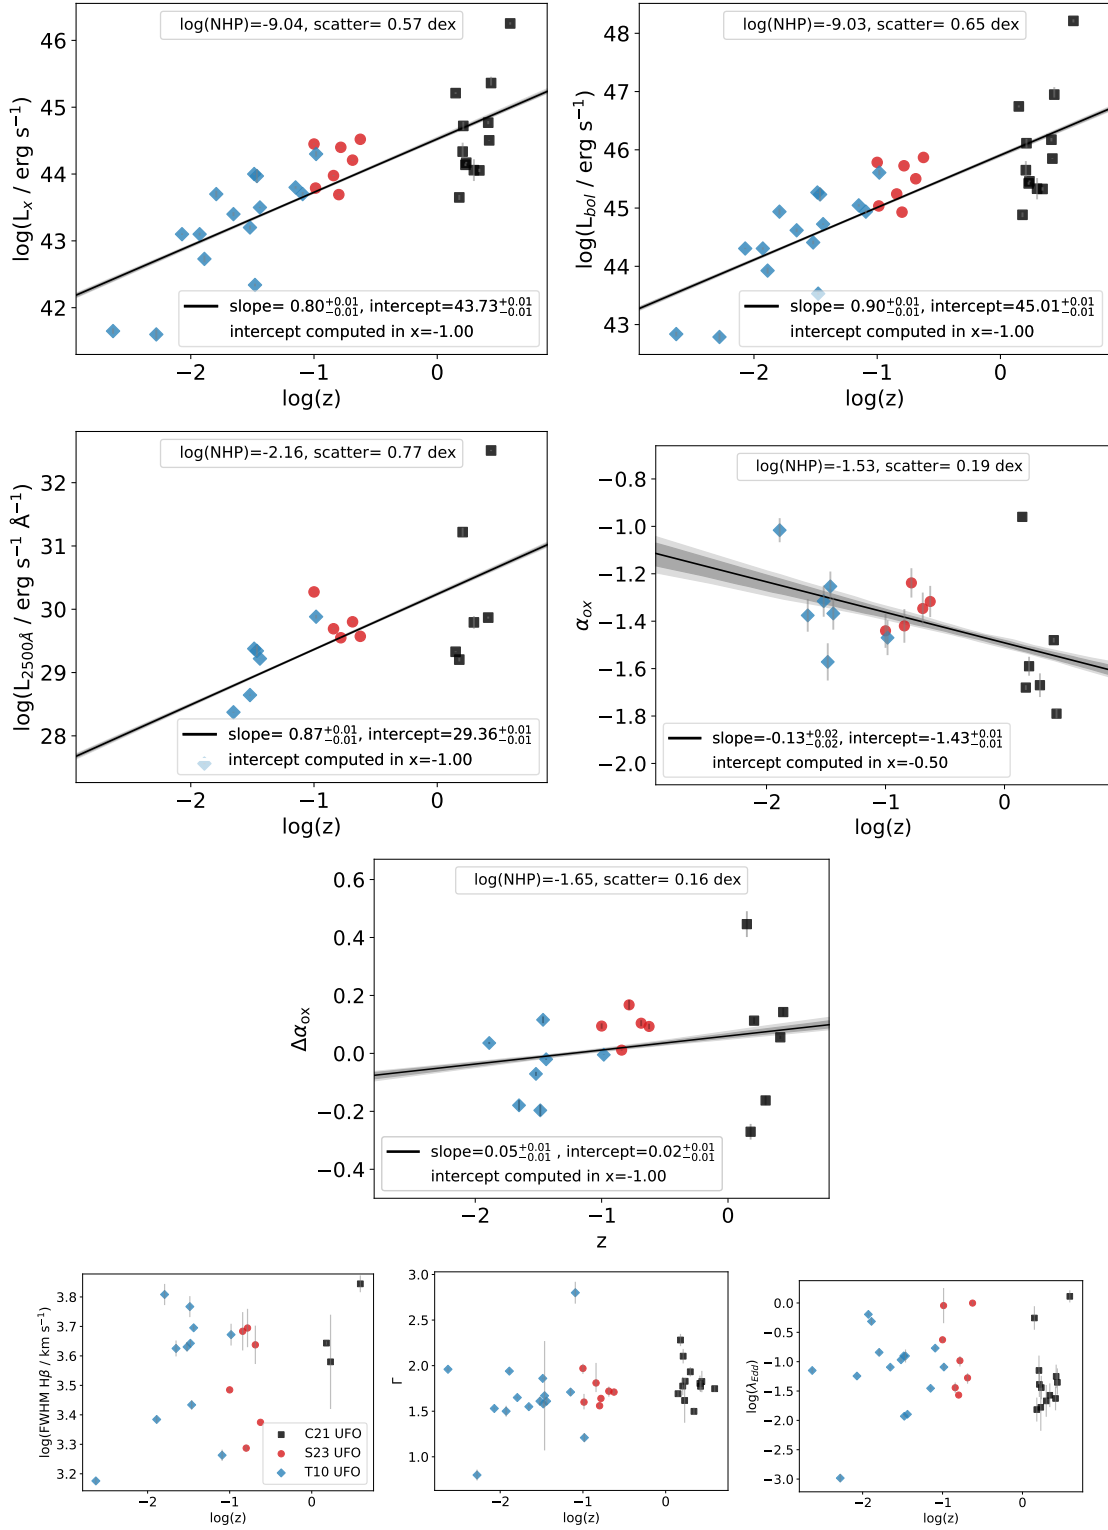 log(NHP)=-9.04, scatter= 0.57 dex
46
45
44
43
42
log(Lx / erg s−1)
slope= 0.80+0.01−0.01, intercept=43.73+0.01−0.01
intercept computed in x=-1.00
−2
−1
0
log(z)
log(NHP)=-9.03, scatter= 0.65 dex
48
47
46
45
44
43
log(Lbol / erg s−1)
slope= 0.90+0.01−0.01, intercept=45.01+0.01−0.01
intercept computed in x=-1.00
−2
−1
0
log(z)
log(NHP)=-2.16, scatter= 0.77 dex
32
31
30
29
28
log(L2500Å / erg s−1 Å−1)
slope= 0.87+0.01−0.01, intercept=29.36+0.01−0.01
intercept computed in x=-1.00
−2
−1
0
log(z)
log(NHP)=-1.53, scatter= 0.19 dex
−0.8
−1.0
−1.2
−1.4
−1.6
−1.8
−2.0
αox
slope=-0.13+0.02−0.02, intercept=-1.43+0.01−0.01
intercept computed in x=-0.50
−2
−1
0
log(z)
log(NHP)=-1.65, scatter= 0.16 dex
0.6
0.4
0.2
0.0
−0.2
−0.4
Δαox
slope=0.05+0.01−0.01 , intercept=0.02+0.01−0.01
intercept computed in x=-1.00
−2
−1
0
z
3.8
3.7
3.6
3.5
3.4
3.3
3.2
log(FWHM Hβ / km s−1)
C21 UFO
S23 UFO
T10 UFO
−2
−1
0
log(z)
3.0
2.5
2.0
1.5
1.0
Γ
−2
−1
0
log(z)
0.0
−0.5
−1.0
−1.5
−2.0
−2.5
−3.0
log(λEdd)
−2
−1
0
log(z)